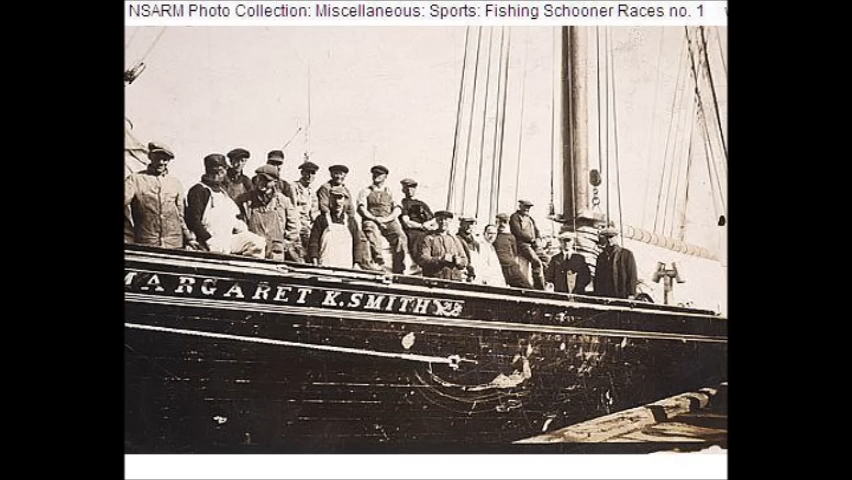 NSARM Photo Collection: Miscellaneous: Sports: Fishing Schooner Races no. 1
MARGARET K. SMITH